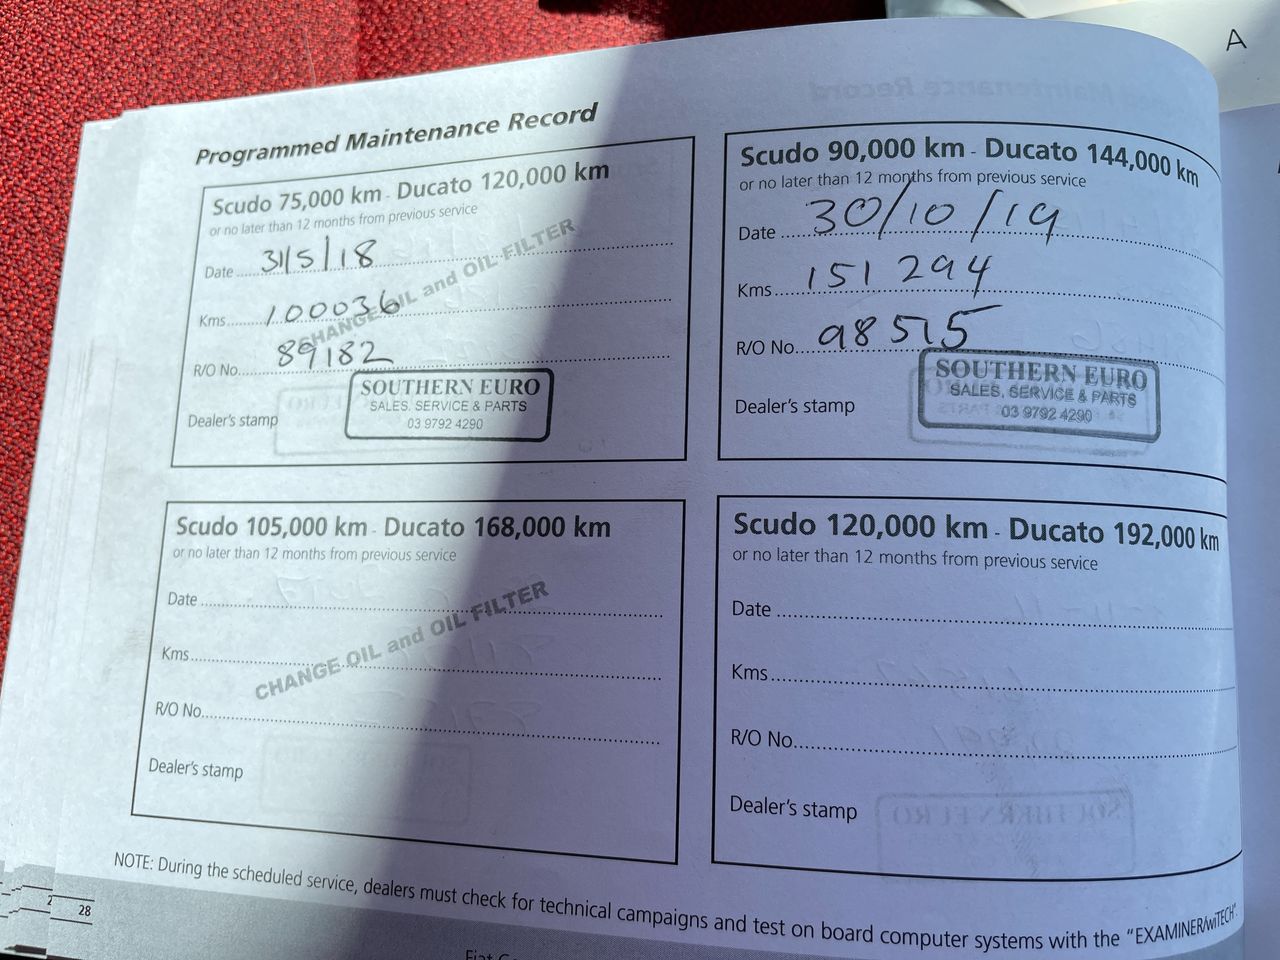 A
Programmed Maintenance Record
Scudo 75,000 km - Ducato 120,000 km
or no later than 12 months from previous service
Date 31/5/18
Kms 100036
R/O No. 89182
CHANGE OIL and OIL FILTER
Dealer's stamp
SOUTHERN EURO
SALES, SERVICE & PARTS
03 9792 4290
Scudo 90,000 km - Ducato 144,000 km
or no later than 12 months from previous service
Date 30/10/19
Kms 151 294
R/O No. 98515
Dealer's stamp
SOUTHERN EURO
SALES, SERVICE & PARTS
03 9792 4290
Scudo 105,000 km - Ducato 168,000 km
or no later than 12 months from previous service
Date
Kms
R/O No.
CHANGE OIL and OIL FILTER
Dealer's stamp
Scudo 120,000 km - Ducato 192,000 km
or no later than 12 months from previous service
Date
Kms
R/O No.
Dealer's stamp
NOTE: During the scheduled service, dealers must check for technical campaigns and test on board computer systems with the "EXAMINER/wiTECH".
28